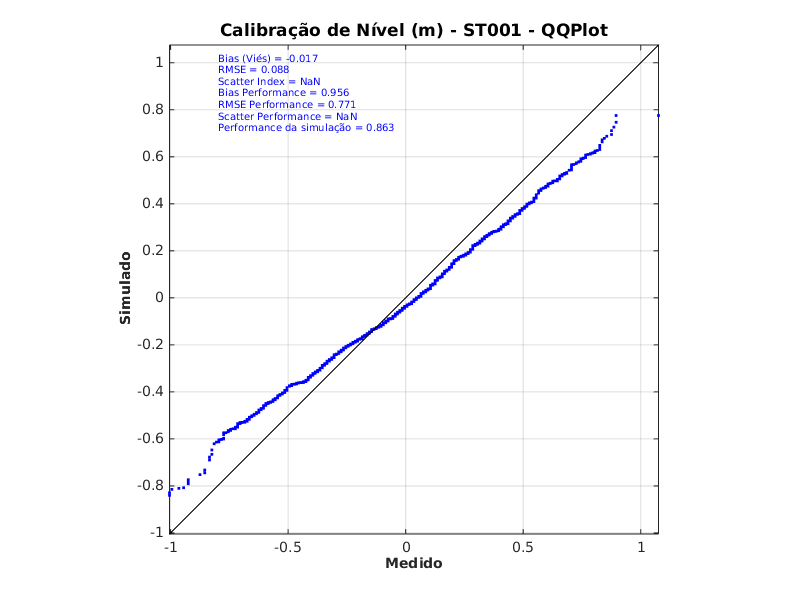 Calibração de Nível (m) - ST001 - QQPlot
Bias (Viés) = -0.017
RMSE = 0.088
Scatter Index = NaN
Bias Performance = 0.956
RMSE Performance = 0.771
Scatter Performance = NaN
Performance da simulação = 0.863
1
0.8
0.6
0.4
0.2
0
-0.2
-0.4
-0.6
-0.8
-1
Simulado
-1
-0.5
0
0.5
1
Medido